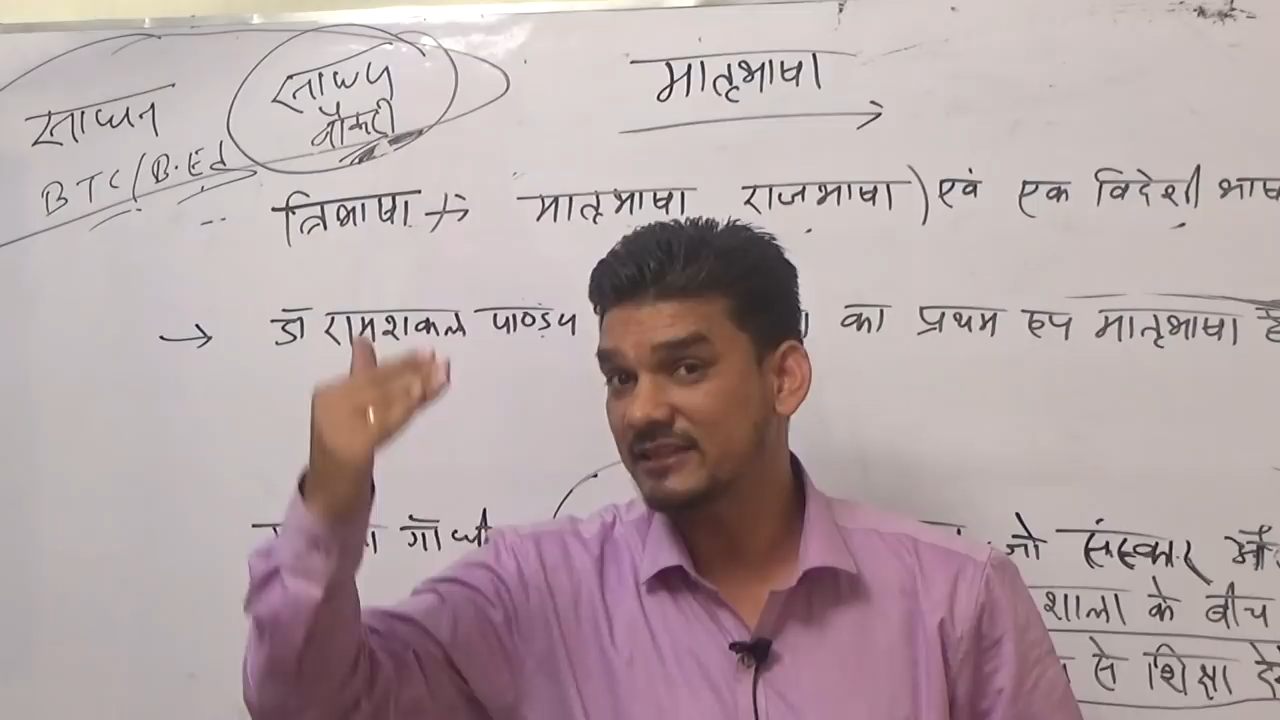 मातृभाषा
साधन
साध्य
नौकरी
BTC/B.Ed
त्रिभाषा → मातृभाषा राजभाषा) एवं एक विदेशी भाष
→ डॉ रामशकल पाण्डेय का प्रथम रूप मातृभाषा है
गाँधी जो संस्कार औ
शाला के बीच
से शिक्षा देने